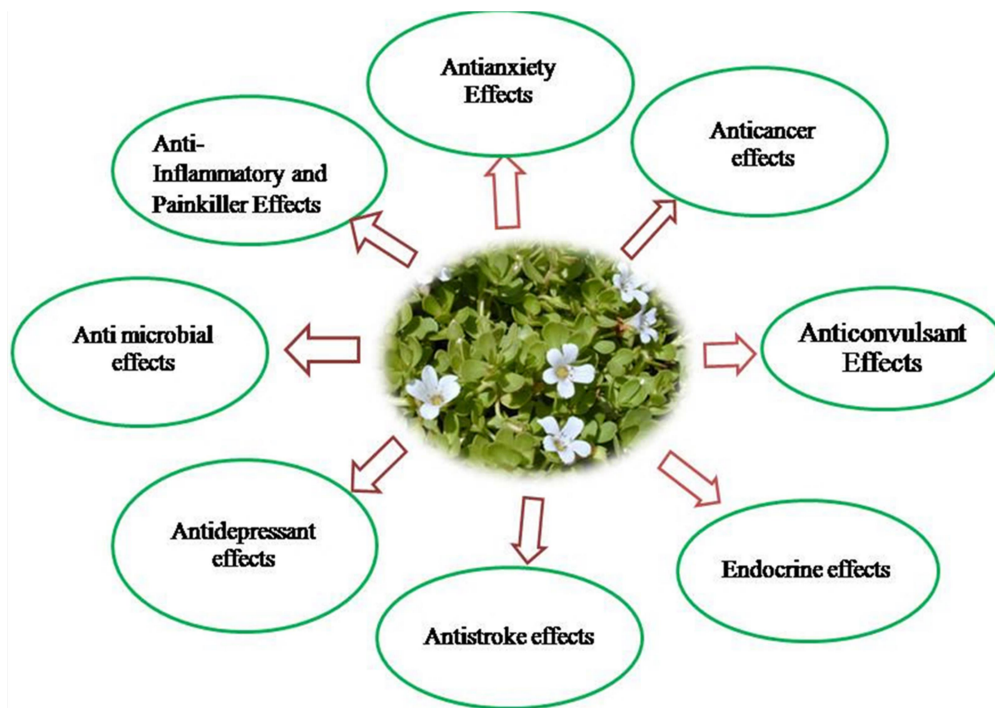 Antianxiety
Effects
Anticancer
effects
Anti-
Inflammatory and
Painkiller Effects
Anti microbial
effects
Anticonvulsant
Effects
Antidepressant
effects
Endocrine effects
Antistroke effects